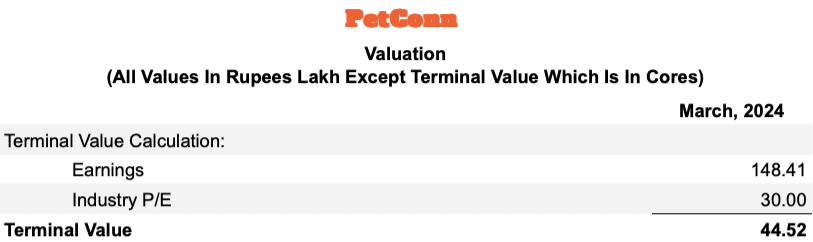 PetConn
Valuation
(All Values In Rupees Lakh Except Terminal Value Which Is In Cores)
March, 2024
Terminal Value Calculation:
Earnings 148.41
Industry P/E 30.00
Terminal Value 44.52